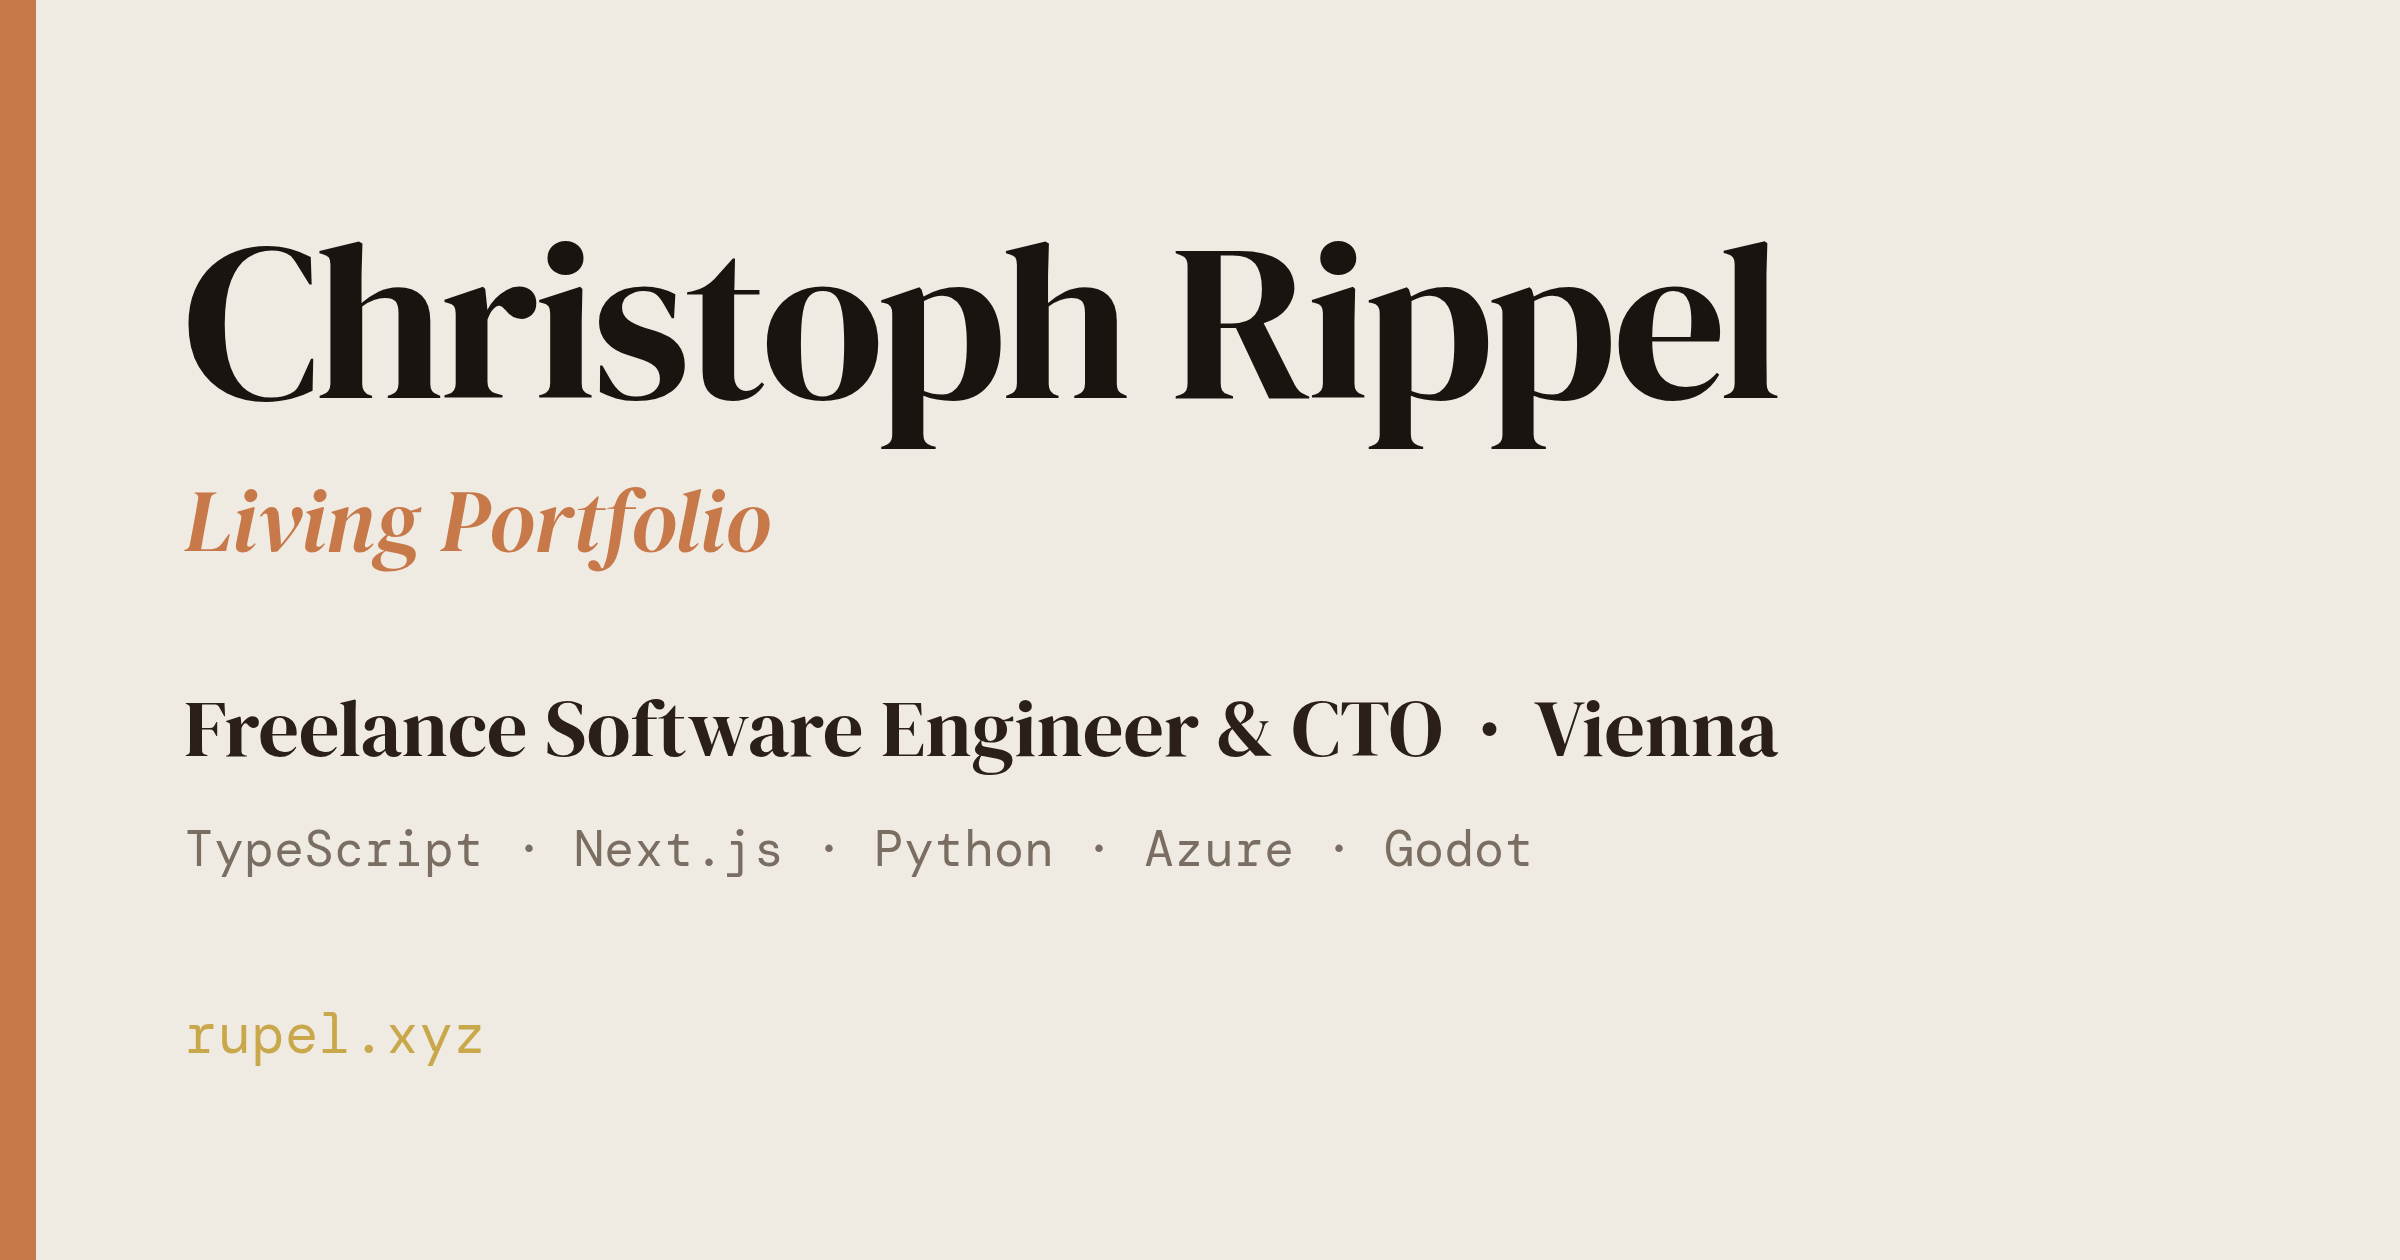 Christoph Rippel
Living Portfolio
Freelance Software Engineer & CTO · Vienna
TypeScript · Next.js · Python · Azure · Godot
rupel.xyz